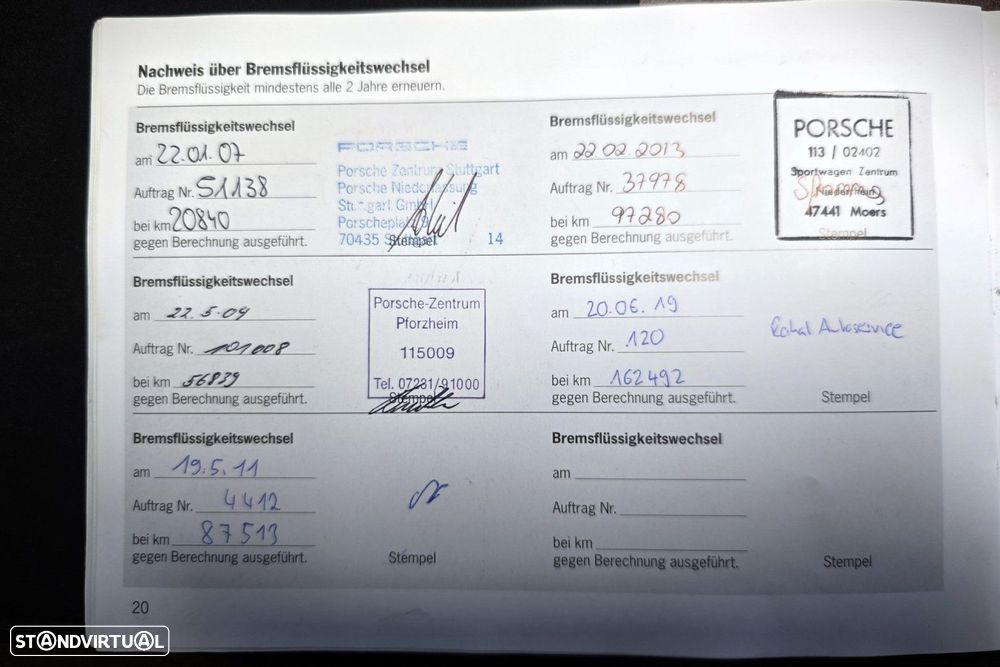 Nachweis über Bremsflüssigkeitswechsel
Die Bremsflüssigkeit mindestens alle 2 Jahre erneuern.
Bremsflüssigkeitswechsel
am 22.01.07
Auftrag Nr. 51138
bei km 20840
gegen Berechnung ausgeführt.
PORSCHE
Porsche Zentrum Stuttgart
Porsche Niederlassung
Stuttgart GmbH
Porscheplatz 9
70435 Stuttgart
Stempel
14
Bremsflüssigkeitswechsel
am 22.5.09
Auftrag Nr. 101008
bei km 56839
gegen Berechnung ausgeführt.
Porsche-Zentrum
Pforzheim
115009
Tel. 07231/91000
Stempel
Bremsflüssigkeitswechsel
am 19.5.11
Auftrag Nr. 4412
bei km 87513
gegen Berechnung ausgeführt.
Stempel
Bremsflüssigkeitswechsel
am 22.02.2013
Auftrag Nr. 37978
bei km 97280
gegen Berechnung ausgeführt.
PORSCHE
113 / 02402
Sportwagen Zentrum
Niederrhein
47441 Moers
Stempel
Bremsflüssigkeitswechsel
am 20.06.19
Auftrag Nr. 120
bei km 162492
gegen Berechnung ausgeführt.
Autoservice
Stempel
Bremsflüssigkeitswechsel
am
Auftrag Nr.
bei km
gegen Berechnung ausgeführt.
Stempel
20
STANDVIRTUAL